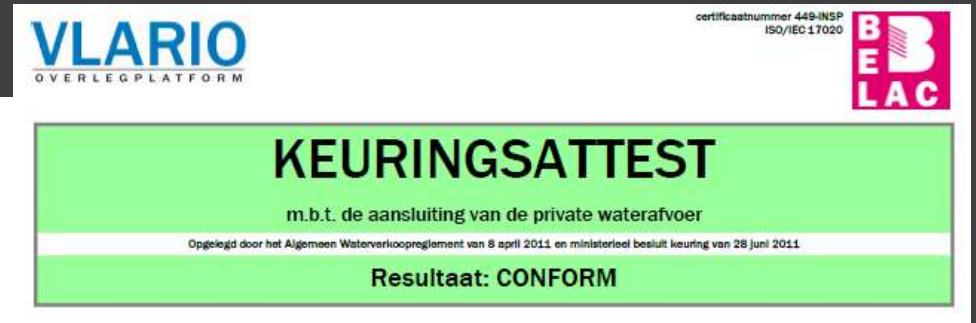 VLARIO
OVERLEGPLATFORM
certificaatnummer 449-INSP
ISO/IEC 17020
B
E
LAC
KEURINGSATTEST
m.b.t. de aansluiting van de private waterafvoer
Opgelegd door het Algemeen Waterverkoopreglement van 8 april 2011 en ministerieel besluit keuring van 28 juni 2011
Resultaat: CONFORM